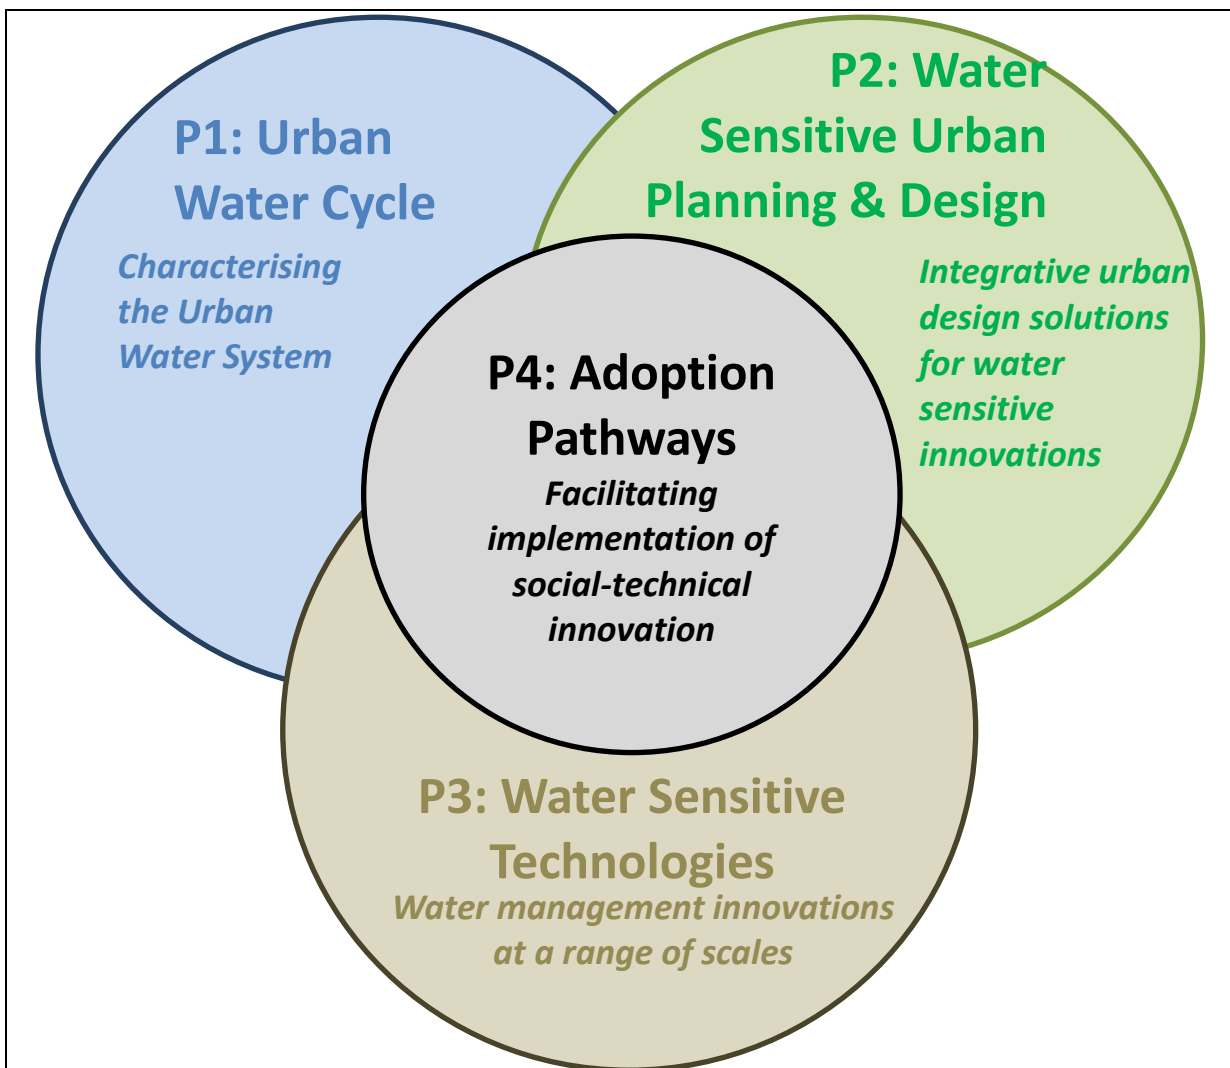 P1: Urban
Water Cycle
Characterising
the Urban
Water System
P2: Water
Sensitive Urban
Planning & Design
Integrative urban
design solutions
for water
sensitive
innovations
P4: Adoption
Pathways
Facilitating
implementation of
social-technical
innovation
P3: Water Sensitive
Technologies
Water management innovations
at a range of scales